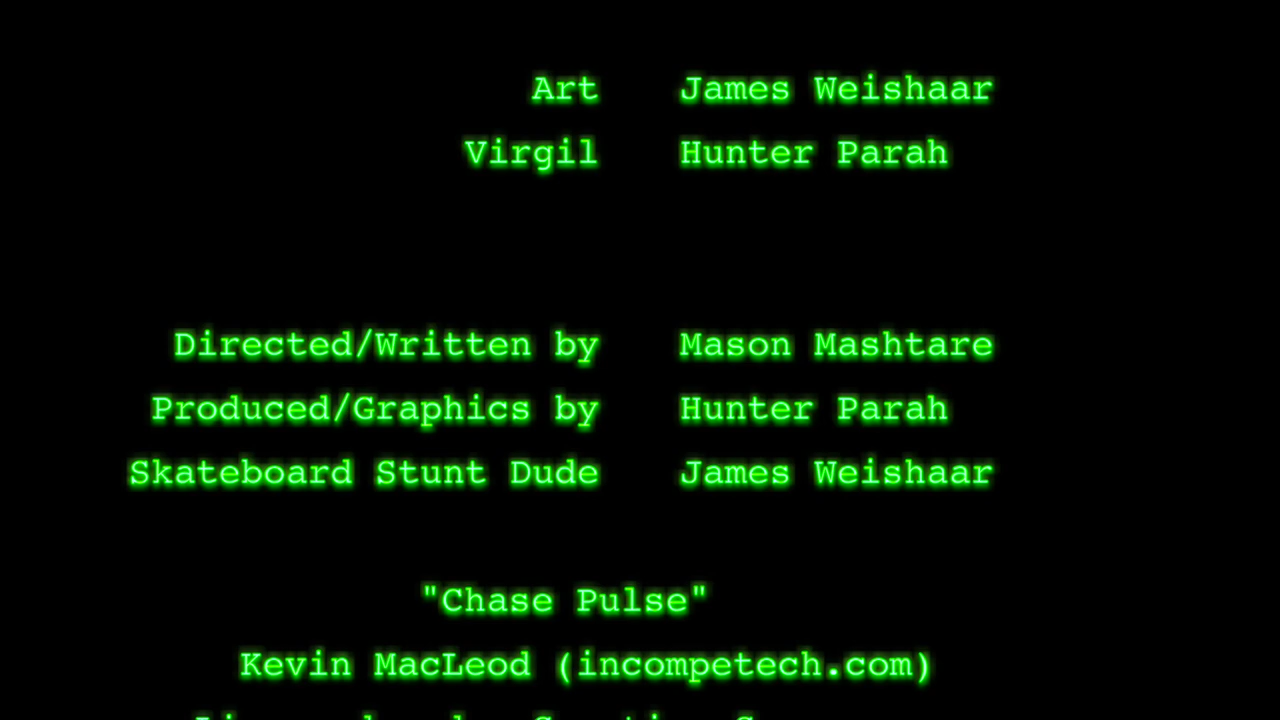 Art James Weishaar
Virgil Hunter Parah
Directed/Written by Mason Mashtare
Produced/Graphics by Hunter Parah
Skateboard Stunt Dude James Weishaar
"Chase Pulse"
Kevin MacLeod (incompetech.com)